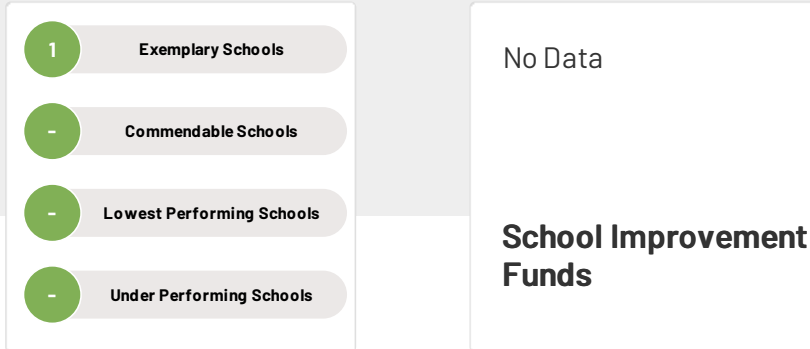 1 Exemplary Schools
- Commendable Schools
- Lowest Performing Schools
- Under Performing Schools
No Data
School Improvement
Funds